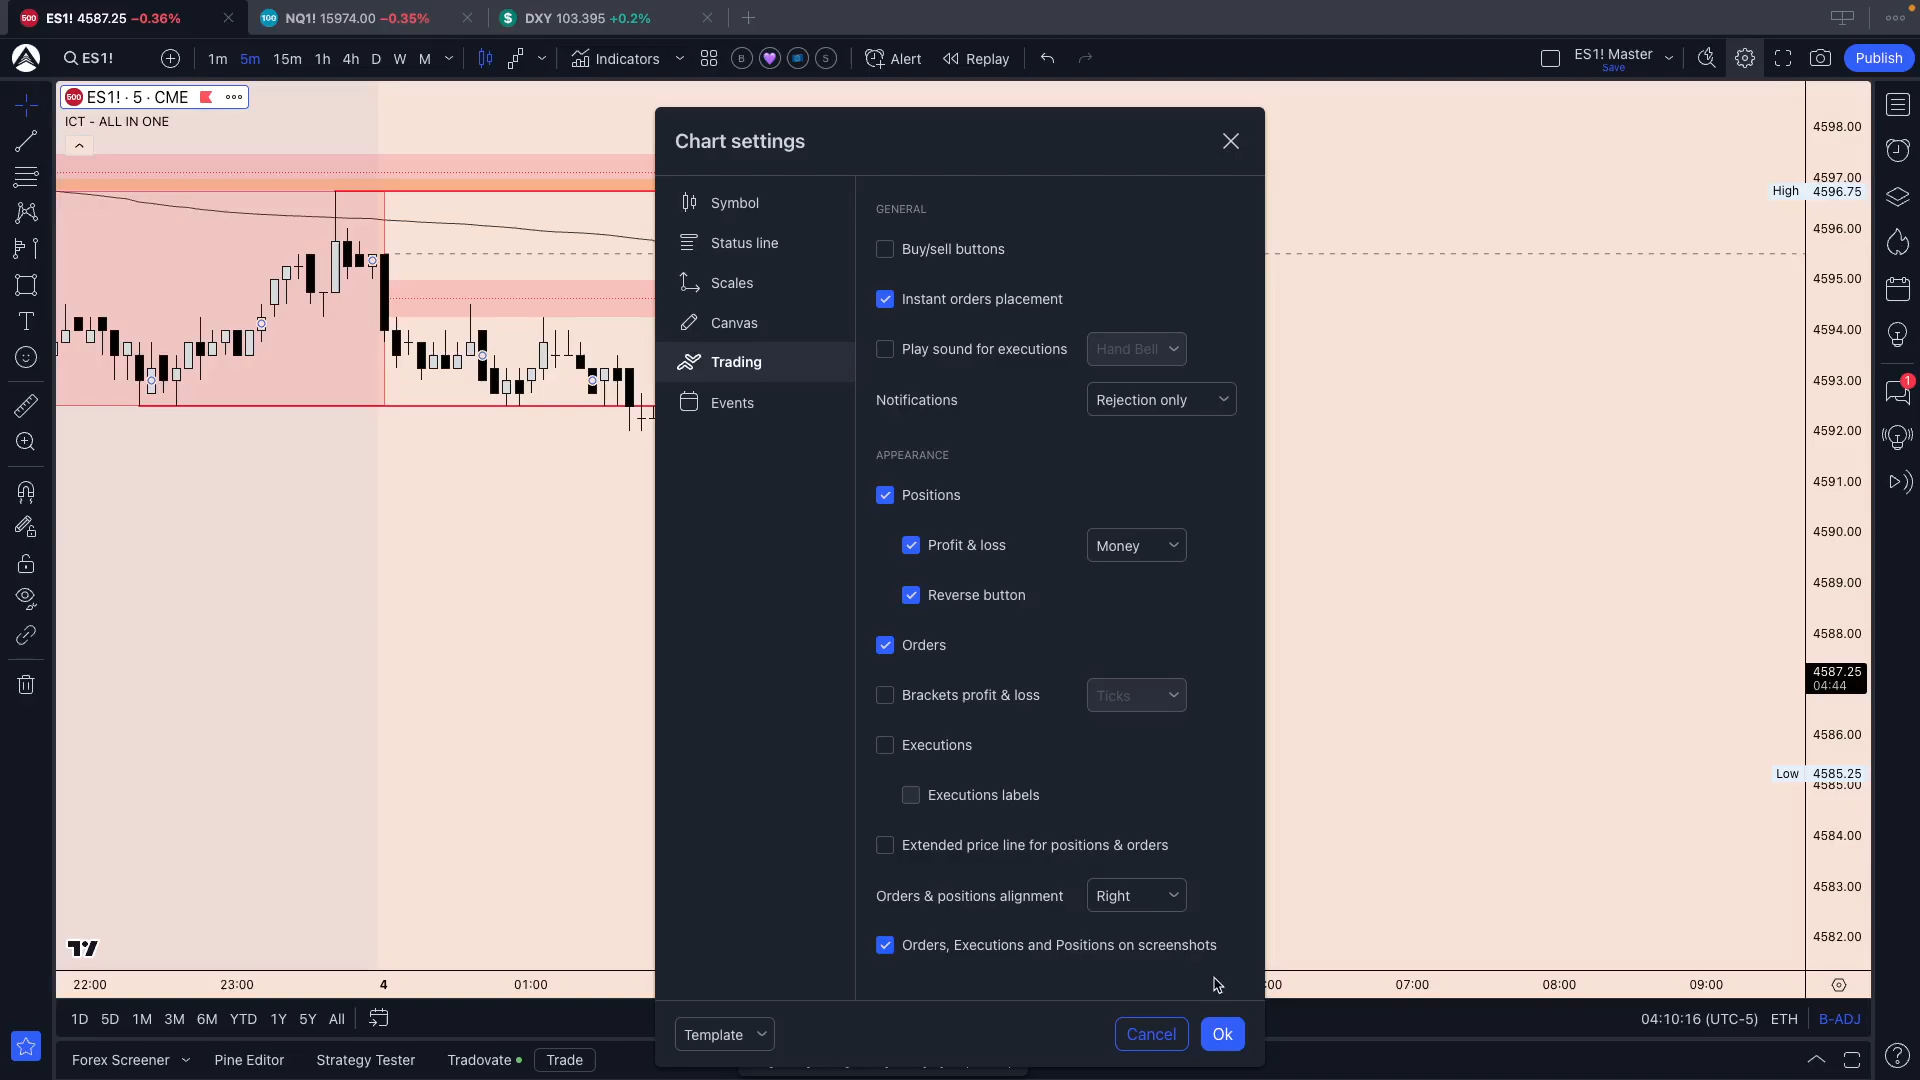 500 ES1! 4587.25 −0.36%
100 NQ1! 15974.00 −0.35%
$ DXY 103.395 +0.2%
ES1!
1m 5m 15m 1h 4h D W M
Indicators
B
S
Alert
Replay
ES1! Master
Save
Publish
500 ES1! · 5 · CME
ICT - ALL IN ONE
Chart settings
Symbol
Status line
Scales
Canvas
Trading
Events
GENERAL
Buy/sell buttons
Instant orders placement
Play sound for executions Hand Bell
Notifications Rejection only
APPEARANCE
Positions
Profit & loss Money
Reverse button
Orders
Brackets profit & loss Ticks
Executions
Executions labels
Extended price line for positions & orders
Orders & positions alignment Right
Orders, Executions and Positions on screenshots
Template
Cancel
Ok
4598.00
4597.00
High 4596.75
4596.00
4595.00
4594.00
4593.00
4592.00
4591.00
4590.00
4589.00
4588.00
4587.25
04:44
4586.00
Low 4585.25
4585.00
4584.00
4583.00
4582.00
1
22:00 23:00 4 01:00 :00 07:00 08:00 09:00
1D 5D 1M 3M 6M YTD 1Y 5Y All
04:10:16 (UTC-5) ETH B-ADJ
Forex Screener Pine Editor Strategy Tester Tradovate Trade